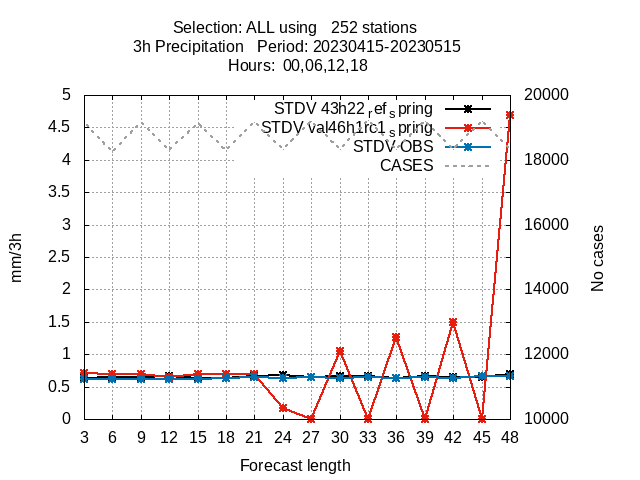 Selection: ALL using   252 stations
3h Precipitation   Period: 20230415-20230515
Hours:  00,06,12,18
STDV 43h22_ref_spring
STDV val46h1rc1_spring
STDV OBS
CASES
5
4.5
4
3.5
3
2.5
2
1.5
1
0.5
0
mm/3h
20000
18000
16000
14000
12000
10000
No cases
3 6 9 12 15 18 21 24 27 30 33 36 39 42 45 48
Forecast length